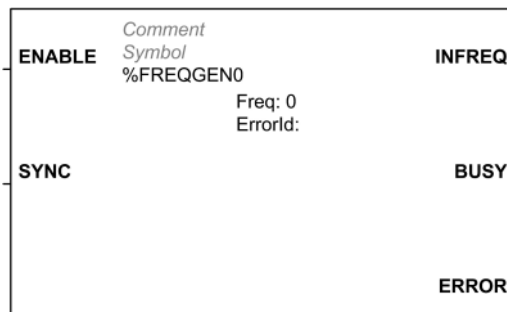 Comment
ENABLE
Symbol
INFREQ
%FREQGEN0
Freq: 0
ErrorId:
SYNC
BUSY
ERROR